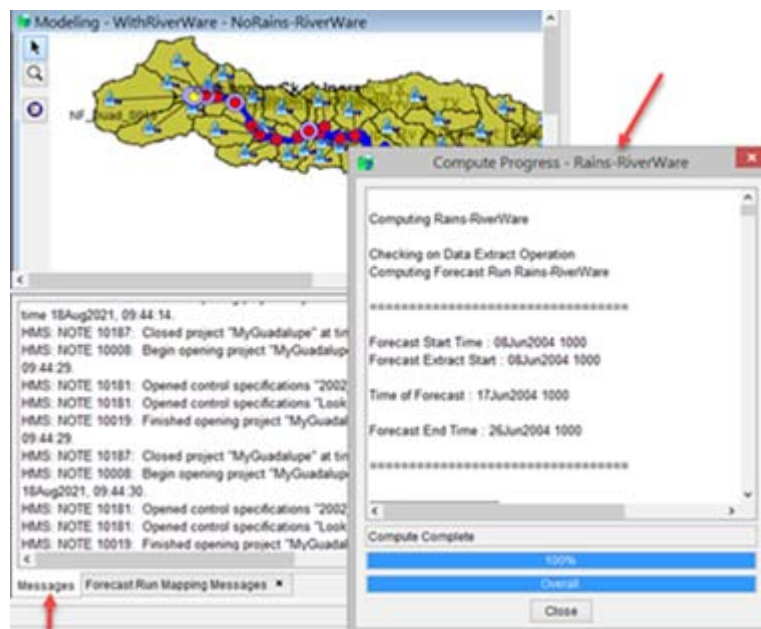 Modeling - WithRiverWare - NoRains-RiverWare
time 18Aug2021, 09:44:14.
HMS: NOTE 10187: Closed project "MyGuadalupe" at tim
HMS: NOTE 10008: Begin opening project "MyGuadalupe
09:44:29.
HMS: NOTE 10181: Opened control specifications "2002
HMS: NOTE 10181: Opened control specifications "Look
HMS: NOTE 10019: Finished opening project "MyGuadal
09:44:29.
HMS: NOTE 10187: Closed project "MyGuadalupe" at tim
HMS: NOTE 10008: Begin opening project "MyGuadalup
18Aug2021, 09:44:30.
HMS: NOTE 10181: Opened control specifications "2002
HMS: NOTE 10181: Opened control specifications "Look
HMS: NOTE 10019: Finished opening project "MyGuadal
Messages
Forecast Run Mapping Messages
Compute Progress - Rains-RiverWare
Computing Rains-RiverWare
Checking on Data Extract Operation
Computing Forecast Run Rains-RiverWare
==================================
Forecast Start Time : 08Jun2004 1000
Forecast Extract Start : 08Jun2004 1000
Time of Forecast : 17Jun2004 1000
Forecast End Time : 26Jun2004 1000
==================================
Compute Complete
100%
Overall
Close